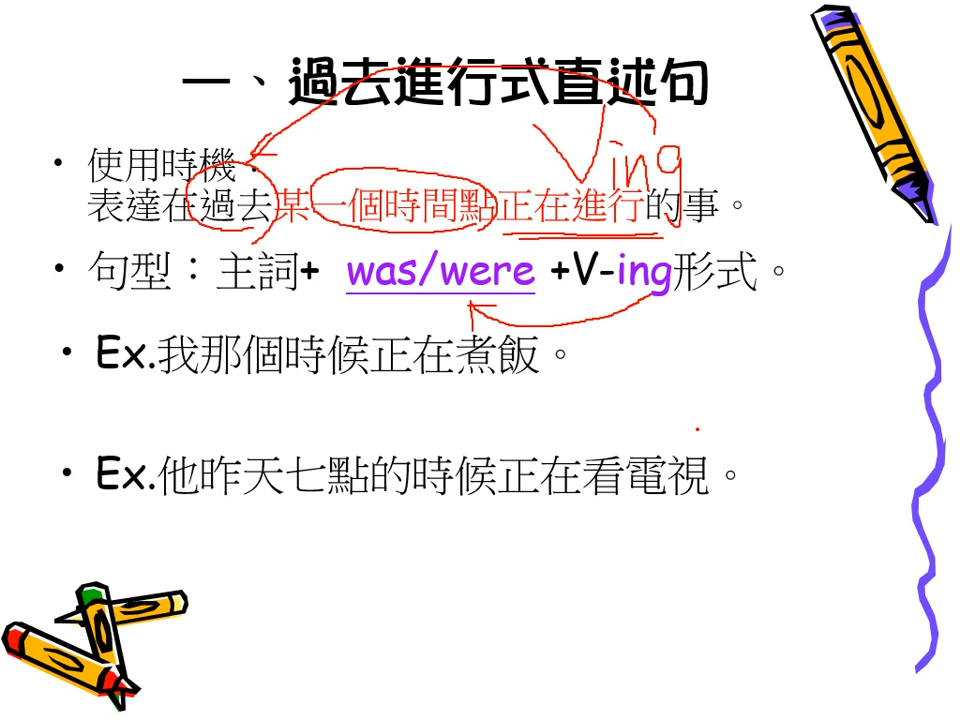 一、過去進行式直述句
• 使用時機：
Ving
表達在過去某一個時間點正在進行的事。
• 句型：主詞+ was/were +V-ing形式。
• Ex.我那個時候正在煮飯。
• Ex.他昨天七點的時候正在看電視。